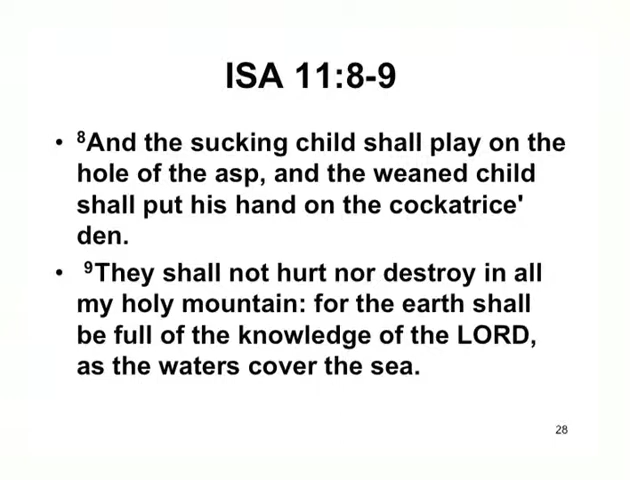 ISA 11:8-9
• ⁸And the sucking child shall play on the
hole of the asp, and the weaned child
shall put his hand on the cockatrice'
den.
• ⁹They shall not hurt nor destroy in all
my holy mountain: for the earth shall
be full of the knowledge of the LORD,
as the waters cover the sea.
28